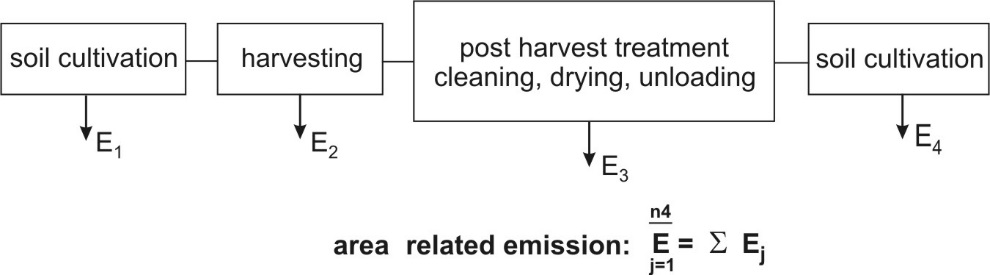 soil cultivation
harvesting
post harvest treatment
cleaning, drying, unloading
soil cultivation
E1
E2
E3
E4
n4
area related emission: E = Σ Ej
j=1